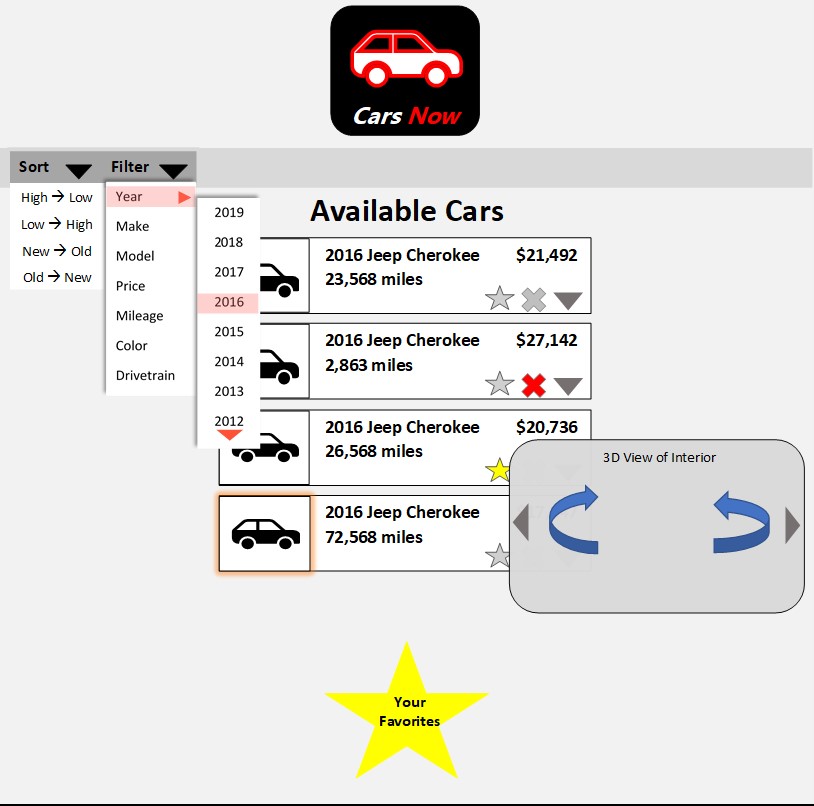 Cars Now
Sort
Filter
High → Low
Low → High
New → Old
Old → New
Year
Make
Model
Price
Mileage
Color
Drivetrain
2019
2018
2017
2016
2015
2014
2013
2012
Available Cars
2016 Jeep Cherokee $21,492
23,568 miles
2016 Jeep Cherokee $27,142
2,863 miles
2016 Jeep Cherokee $20,736
26,568 miles
2016 Jeep Cherokee
72,568 miles
3D View of Interior
Your
Favorites